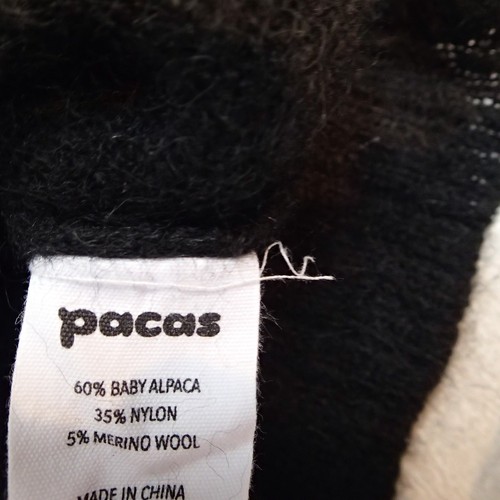 pacas
60% BABY ALPACA
35% NYLON
5% MERINO WOOL
MADE IN CHINA